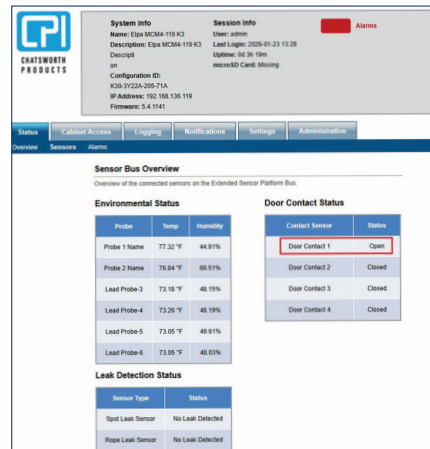 CPI
CHATSWORTH
PRODUCTS
System Info
Name: Elpa MCM4-119 K3
Description: Elpa MCM4-119 K3
Descripti
on
Configuration ID:
K30-3Y22A-205-71A
IP Address: 192.168.136.119
Firmware: 5.4.1141
Session Info
User: admin
Last Login: 2026-01-23 13:28
Uptime: 0d 3h 19m
microSD Card: Missing
Alarms
Status Cabinet Access Logging Notifications Settings Administration
Overview Sensors Alarms
Sensor Bus Overview
Overview of the connected sensors on the Extended Sensor Platform Bus.
Environmental Status
Probe Temp Humidity
Probe 1 Name 77.32 °F 44.91%
Probe 2 Name 76.84 °F 60.51%
Lead Probe-3 73.18 °F 48.15%
Lead Probe-4 73.26 °F 48.19%
Lead Probe-5 73.05 °F 49.61%
Lead Probe-6 73.05 °F 48.03%
Door Contact Status
Contact Sensor Status
Door Contact 1 Open
Door Contact 2 Closed
Door Contact 3 Closed
Door Contact 4 Closed
Leak Detection Status
Sensor Type Status
Spot Leak Sensor No Leak Detected
Rope Leak Sensor No Leak Detected